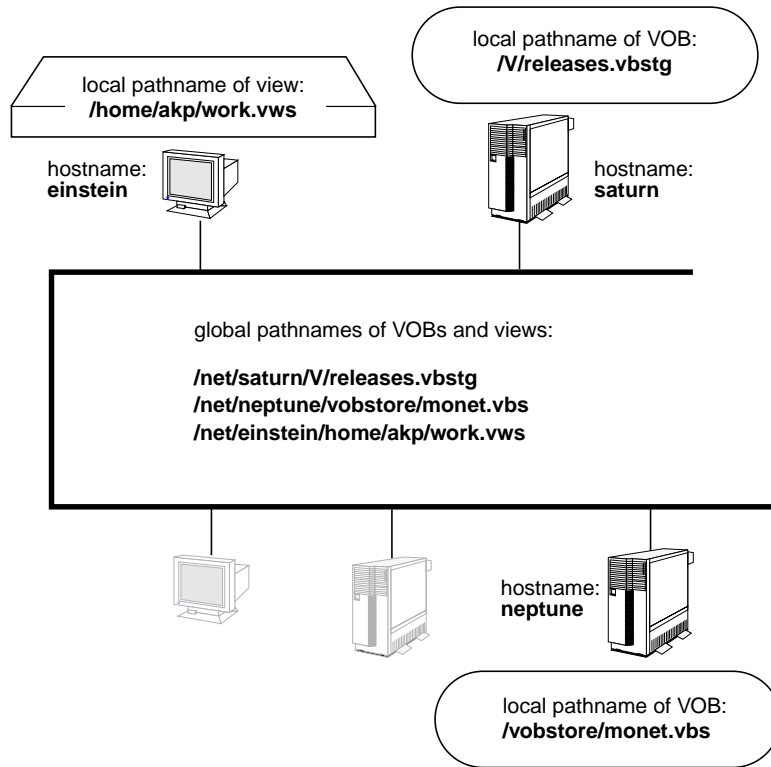 local pathname of VOB:
/V/releases.vbstg
local pathname of view:
/home/akp/work.vws
hostname:
einstein
hostname:
saturn
global pathnames of VOBs and views:
/net/saturn/V/releases.vbstg
/net/neptune/vobstore/monet.vbs
/net/einstein/home/akp/work.vws
hostname:
neptune
local pathname of VOB:
/vobstore/monet.vbs